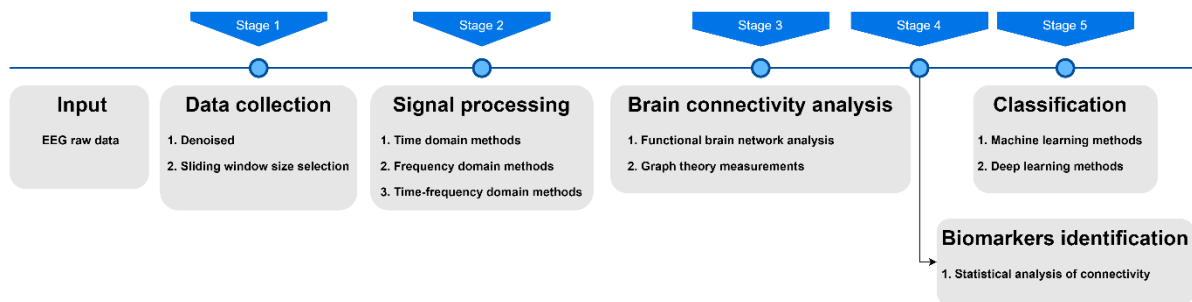 Stage 1
Stage 2
Stage 3
Stage 4
Stage 5
Input
EEG raw data
Data collection
1. Denoised
2. Sliding window size selection
Signal processing
1. Time domain methods
2. Frequency domain methods
3. Time-frequency domain methods
Brain connectivity analysis
1. Functional brain network analysis
2. Graph theory measurements
Classification
1. Machine learning methods
2. Deep learning methods
Biomarkers identification
1. Statistical analysis of connectivity